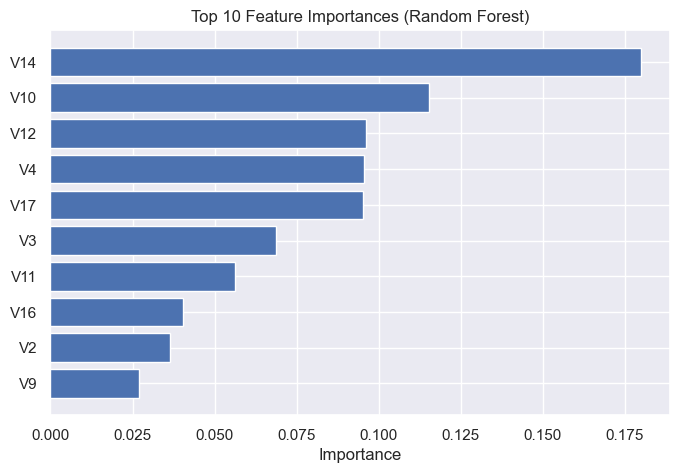 Top 10 Feature Importances (Random Forest)
V14
V10
V12
V4
V17
V3
V11
V16
V2
V9
0.000 0.025 0.050 0.075 0.100 0.125 0.150 0.175
Importance